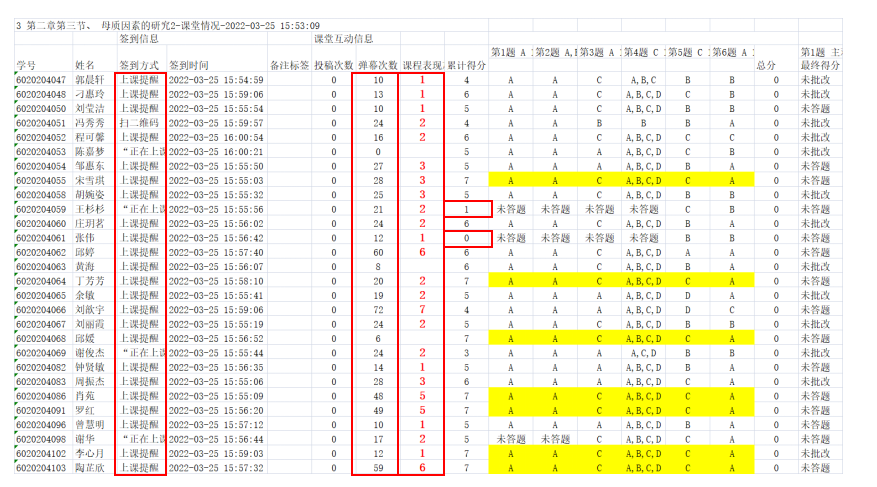 3 第二章第三节、 母质因素的研究2-课堂情况-2022-03-25 15:53:09
签到信息 课堂互动信息
第1题 A 第2题 A,B 第3题 A 第4题 C 第5题 C 第6题 A 第1题 主
学号 姓名 签到方式 签到时间 备注标签 投稿次数 弹幕次数 课程表现 累计得分 总分 最终得分
6020204047 郭晨轩 上课提醒 2022-03-25 15:54:59 0 10 1 4 A A C A,B,C B B 0 未批改
6020204048 刁惠玲 上课提醒 2022-03-25 15:59:06 0 13 1 6 A A C A,B,C,D C B 0 未批改
6020204050 刘莹洁 上课提醒 2022-03-25 15:55:54 0 10 1 5 A A C A,B,C,D B B 0 未答题
6020204051 冯秀秀 扫二维码 2022-03-25 15:59:57 0 24 2 4 A A B B B A 0 未答题
6020204052 程可馨 上课提醒 2022-03-25 16:00:54 0 16 2 6 A A C A,B,C,D C C 0 未批改
6020204053 陈嘉梦 “正在上课 2022-03-25 16:00:21 0 0 5 A A A A,B,C,D C B 0 未批改
6020204054 邹惠东 上课提醒 2022-03-25 15:55:50 0 27 3 5 A A C A,B,C,D B A 0 未答题
6020204055 宋雪琪 上课提醒 2022-03-25 15:55:03 0 28 3 7 A A C A,B,C,D C A 0 未答题
6020204058 胡婉姿 上课提醒 2022-03-25 15:55:32 0 25 3 5 A A C A,B,C,D B B 0 未答题
6020204059 王杉杉 “正在上课 2022-03-25 15:55:56 0 21 2 1 未答题 未答题 未答题 未答题 C B 0 未答题
6020204060 庄玥茗 上课提醒 2022-03-25 15:56:02 0 24 2 6 A A C A,B,C,D B A 0 未答题
6020204061 张伟 上课提醒 2022-03-25 15:56:42 0 12 1 0 未答题 未答题 未答题 未答题 B B 0 未答题
6020204062 邱婷 上课提醒 2022-03-25 15:57:40 0 60 6 6 A A C A,B,C,D A A 0 未答题
6020204063 黄海 上课提醒 2022-03-25 15:56:07 0 8 6 A A C A,B,C,D B A 0 未批改
6020204064 丁芳芳 上课提醒 2022-03-25 15:58:10 0 20 2 7 A A C A,B,C,D C A 0 未批改
6020204065 余敏 上课提醒 2022-03-25 15:55:41 0 19 2 5 A A A A,B,C,D D A 0 未批改
6020204066 刘歆宇 上课提醒 2022-03-25 15:59:06 0 72 7 4 A A A A,B,C,D D C 0 未批改
6020204067 刘丽霞 上课提醒 2022-03-25 15:55:19 0 24 2 5 A A C A,B,C,D B B 0 未批改
6020204068 邱媛 上课提醒 2022-03-25 15:56:52 0 6 7 A A C A,B,C,D C A 0 未答题
6020204069 谢俊杰 “正在上课 2022-03-25 15:55:44 0 24 2 3 A A A A,C,D B B 0 未批改
6020204082 钟贤敏 上课提醒 2022-03-25 15:56:35 0 14 1 5 A A A A,B,C,D B A 0 未答题
6020204083 周振杰 上课提醒 2022-03-25 15:55:06 0 28 3 6 A A A A,B,C,D C A 0 未批改
6020204086 肖苑 上课提醒 2022-03-25 15:55:09 0 48 5 7 A A C A,B,C,D C A 0 未答题
6020204091 罗红 上课提醒 2022-03-25 15:56:20 0 49 5 7 A A C A,B,C,D C A 0 未答题
6020204096 曾慧明 上课提醒 2022-03-25 15:57:12 0 10 1 5 A A A A,B,C,D B A 0 未答题
6020204098 谢华 “正在上课 2022-03-25 15:56:44 0 17 2 5 未答题 未答题 C A,B,C,D C A 0 未答题
6020204102 李心月 上课提醒 2022-03-25 15:59:03 0 12 1 7 A A C A,B,C,D C A 0 未批改
6020204103 陶芷欣 上课提醒 2022-03-25 15:57:32 0 59 6 7 A A C A,B,C,D C A 0 未答题